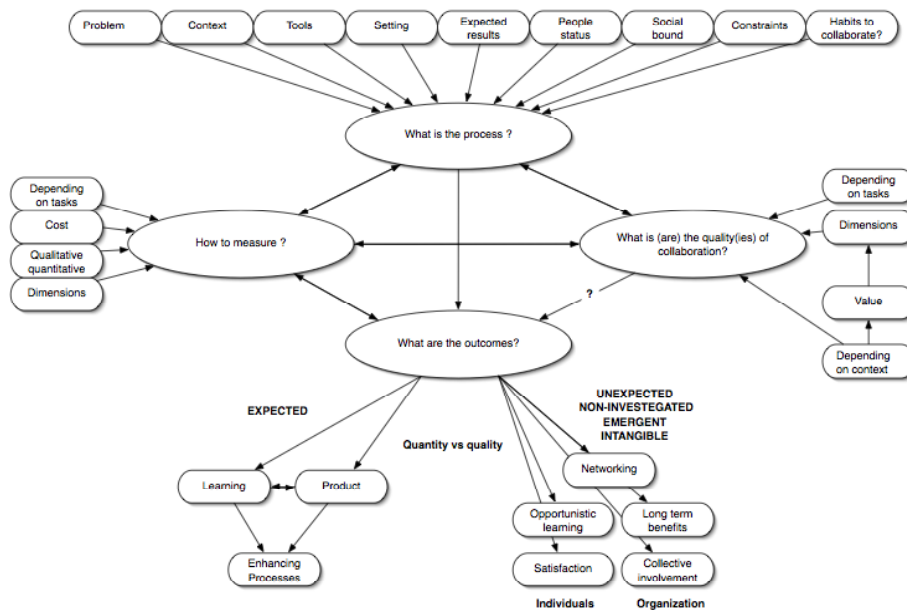 Problem
Context
Tools
Setting
Expected
results
People
status
Social
bound
Constraints
Habits to
collaborate?
What is the process ?
Depending
on tasks
Cost
Qualitative
quantitative
Dimensions
How to measure ?
What is (are) the quality(ies) of
collaboration?
Depending
on tasks
Dimensions
Value
Depending
on context
?
What are the outcomes?
EXPECTED
Quantity vs quality
UNEXPECTED
NON-INVESTEGATED
EMERGENT
INTANGIBLE
Learning
Product
Networking
Opportunistic
learning
Long term
benefits
Enhancing
Processes
Satisfaction
Collective
involvement
Individuals
Organization